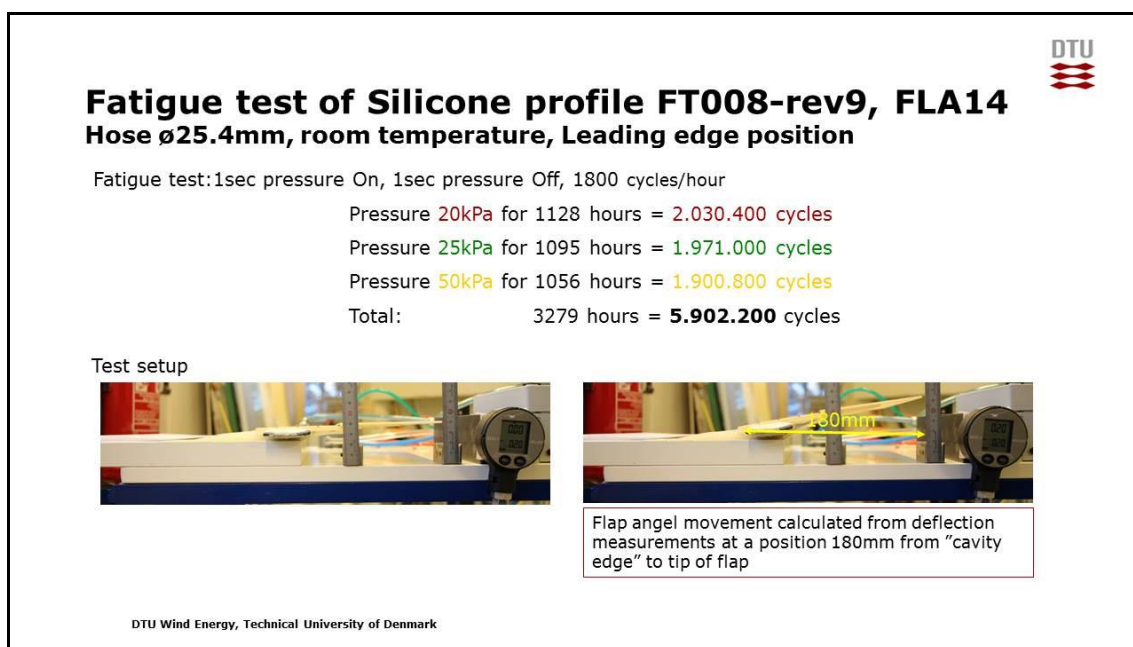 DTU
Fatigue test of Silicone profile FT008-rev9, FLA14
Hose ø25.4mm, room temperature, Leading edge position
Fatigue test:1sec pressure On, 1sec pressure Off, 1800 cycles/hour
Pressure 20kPa for 1128 hours = 2.030.400 cycles
Pressure 25kPa for 1095 hours = 1.971.000 cycles
Pressure 50kPa for 1056 hours = 1.900.800 cycles
Total: 3279 hours = 5.902.200 cycles
Test setup
180mm
Flap angel movement calculated from deflection
measurements at a position 180mm from ”cavity
edge” to tip of flap
DTU Wind Energy, Technical University of Denmark